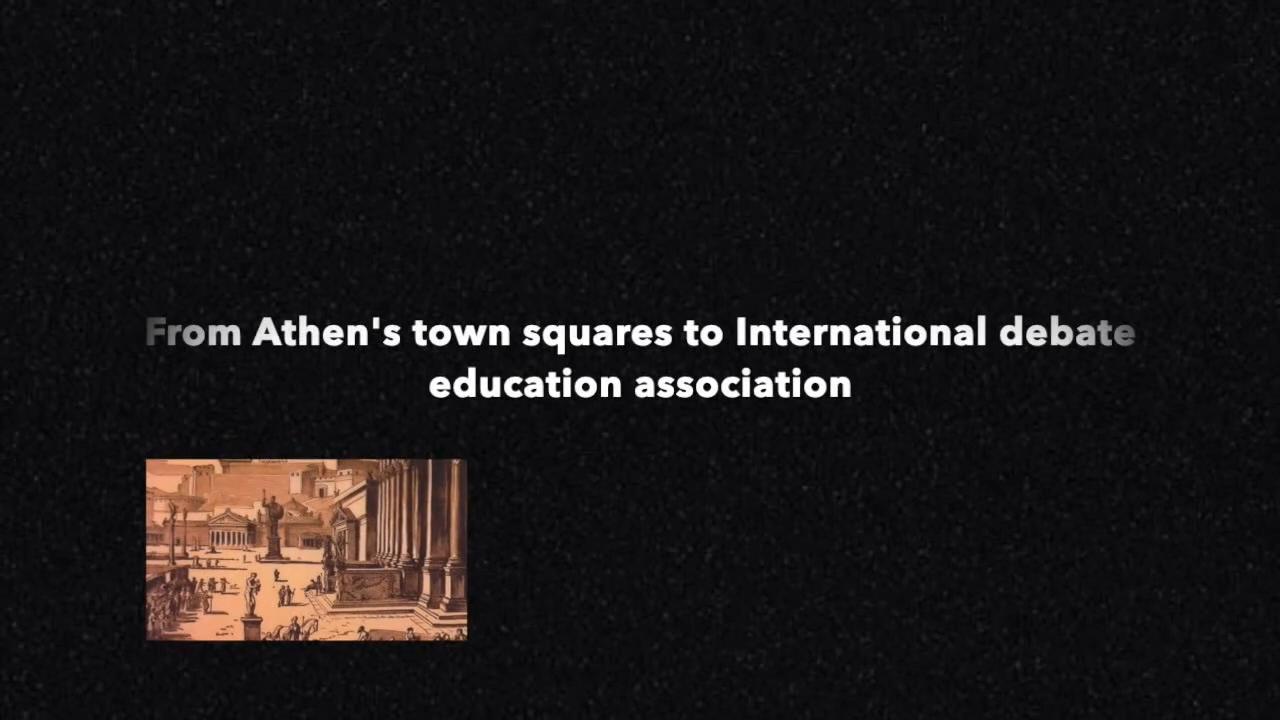 From Athen's town squares to International debate
education association